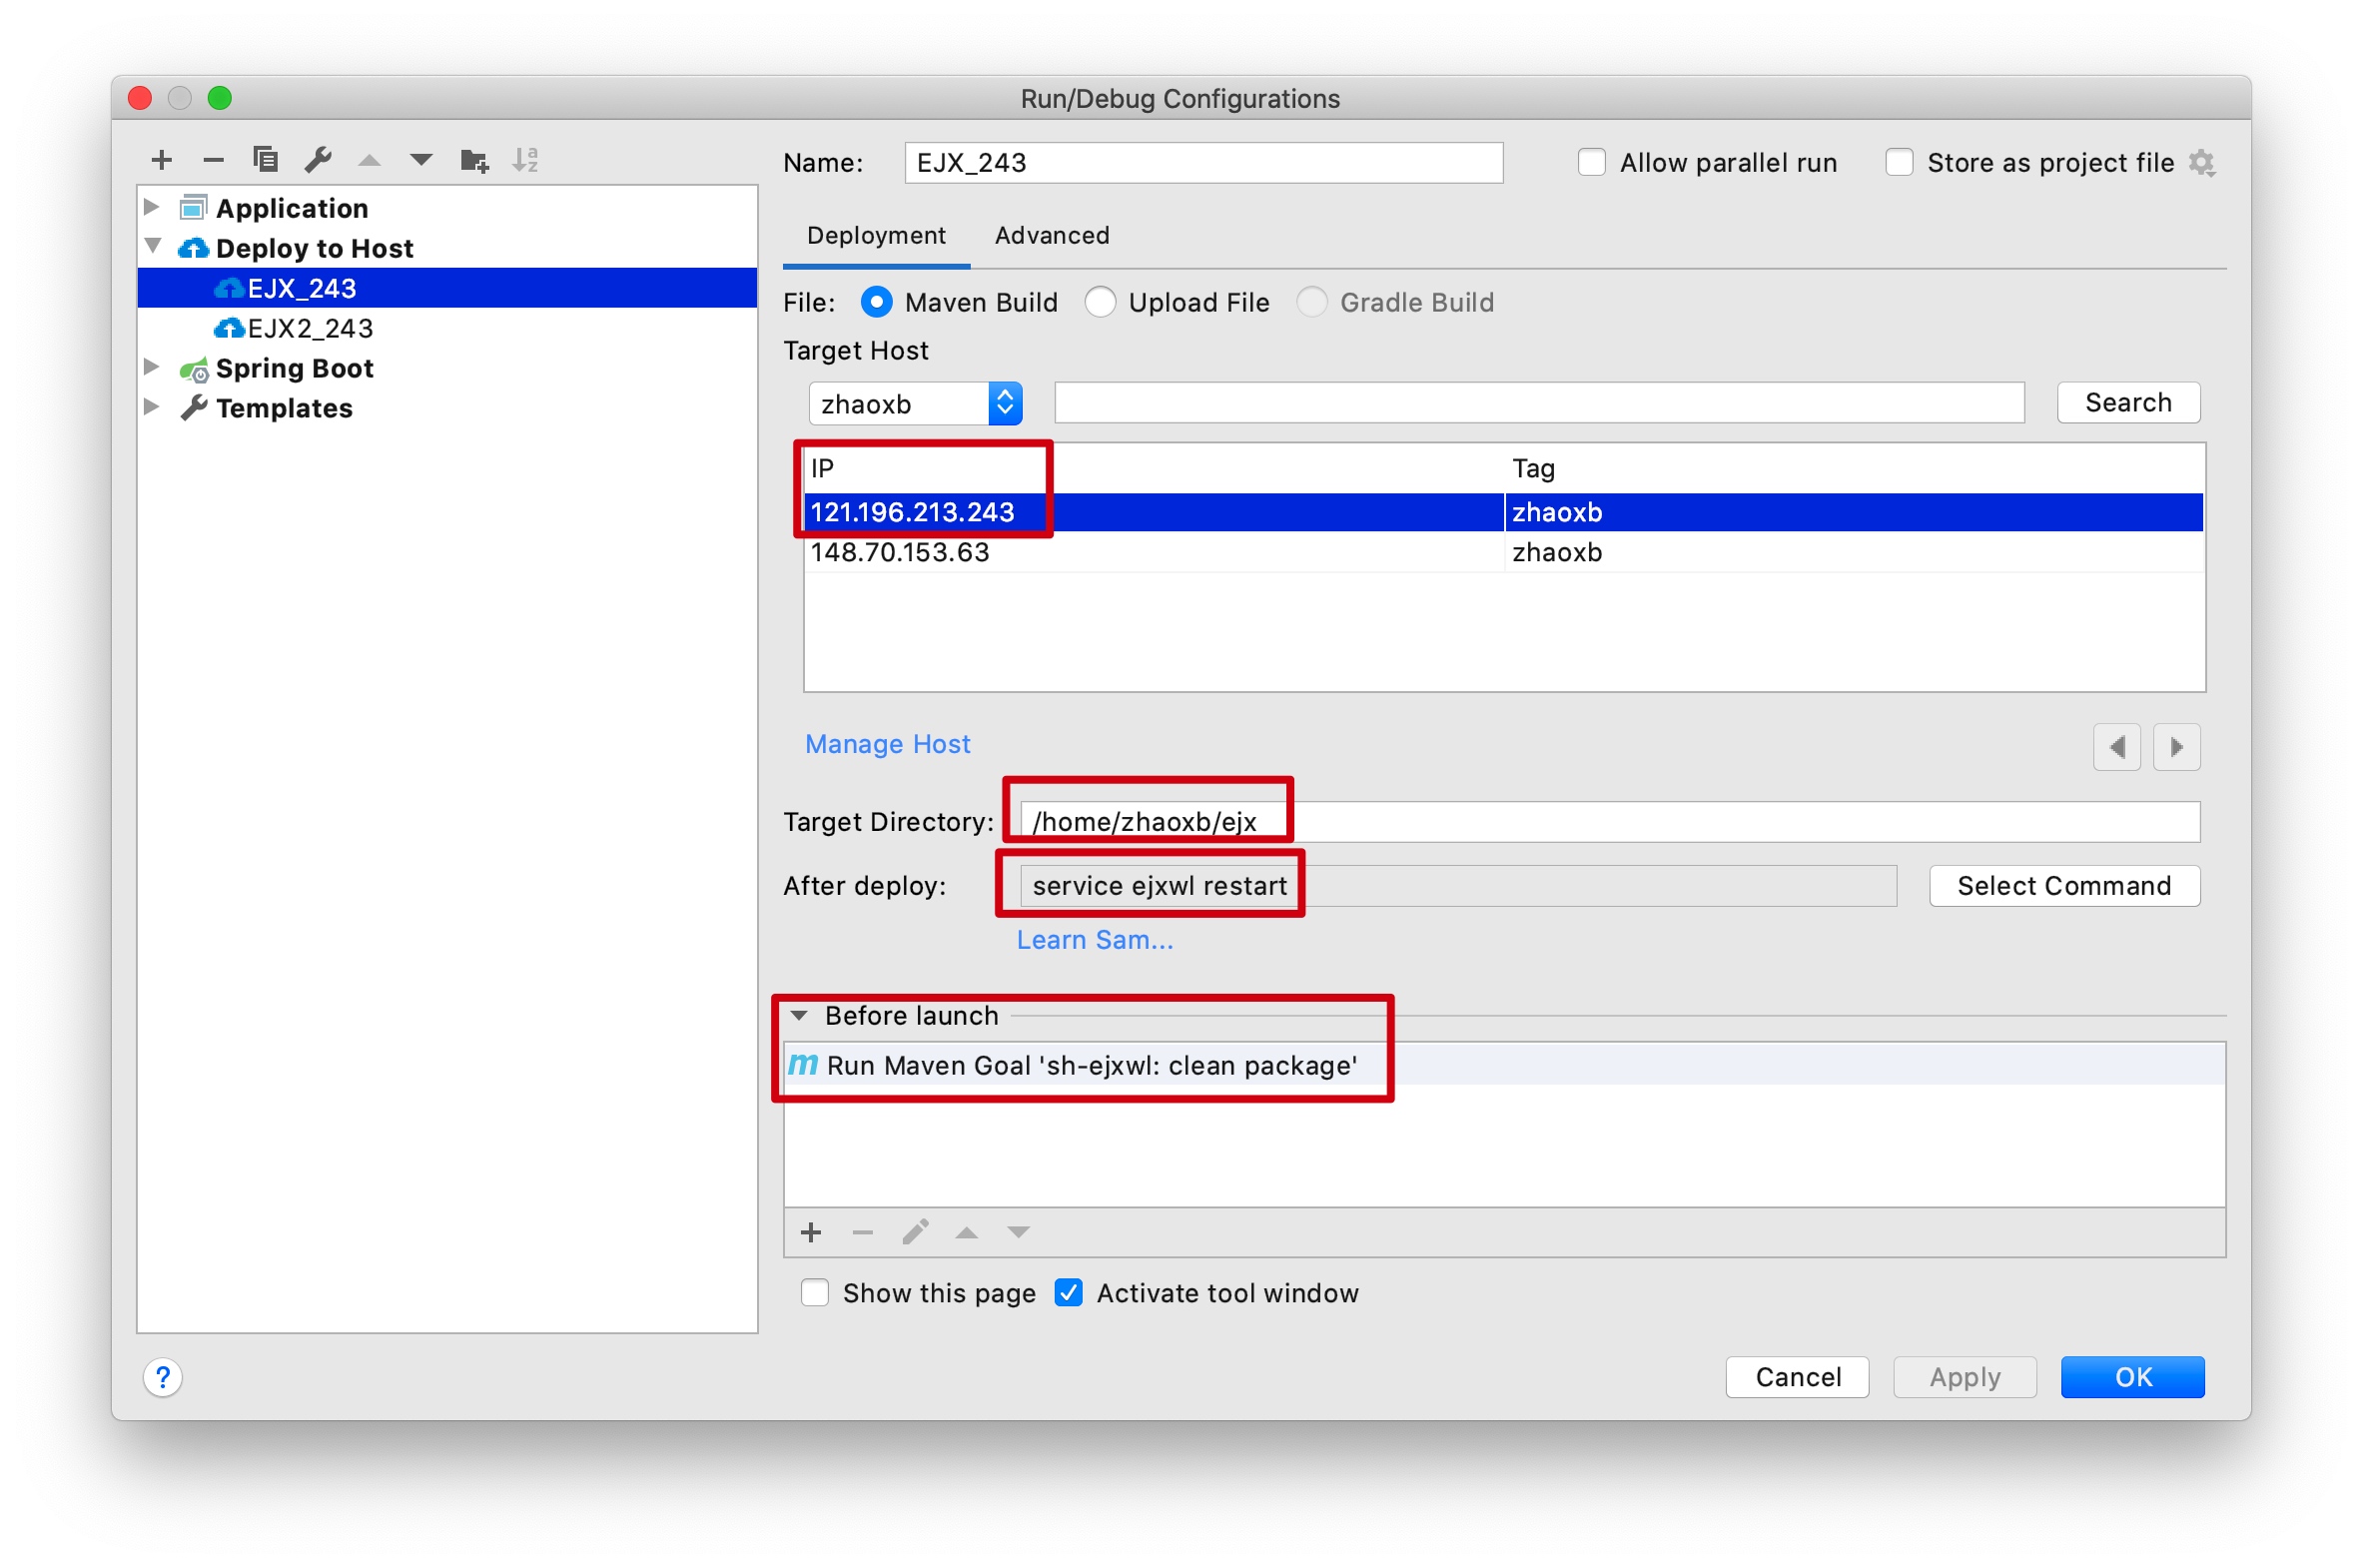 Run/Debug Configurations
Application
Deploy to Host
EJX_243
EJX2_243
Spring Boot
Templates
Name: EJX_243 Allow parallel run Store as project file
Deployment Advanced
File: Maven Build Upload File Gradle Build
Target Host
zhaoxb Search
IP Tag
121.196.213.243 zhaoxb
148.70.153.63 zhaoxb
Manage Host
Target Directory: /home/zhaoxb/ejx
After deploy: service ejxwl restart Select Command
Learn Sam...
Before launch
m Run Maven Goal 'sh-ejxwl: clean package'
Show this page Activate tool window
? Cancel Apply OK